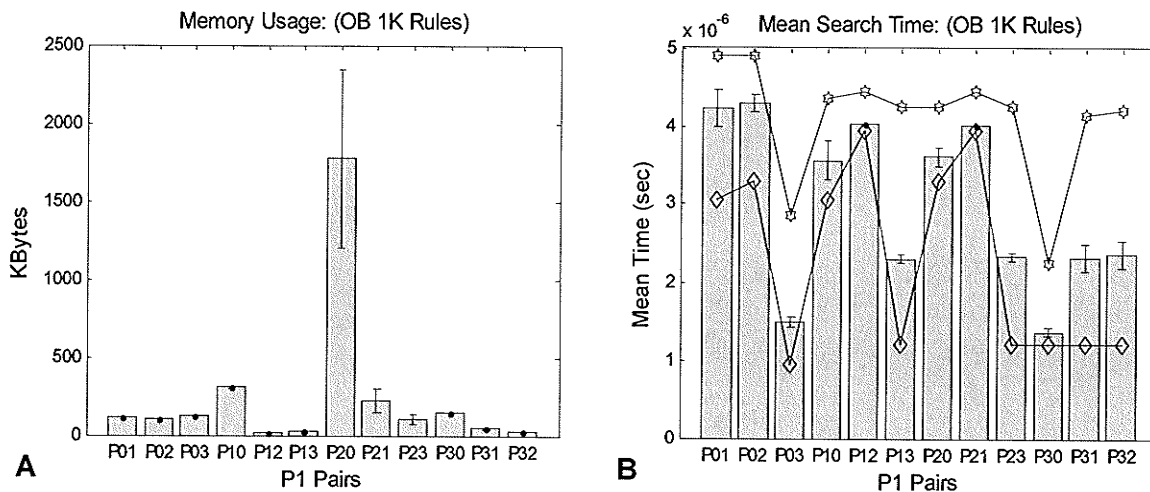 Memory Usage: (OB 1K Rules)
2500
2000
1500
1000
500
0
KBytes
P01 P02 P03 P10 P12 P13 P20 P21 P23 P30 P31 P32
P1 Pairs
A
Mean Search Time: (OB 1K Rules)
x 10⁻⁶
5
4
3
2
1
0
Mean Time (sec)
P01 P02 P03 P10 P12 P13 P20 P21 P23 P30 P31 P32
P1 Pairs
B